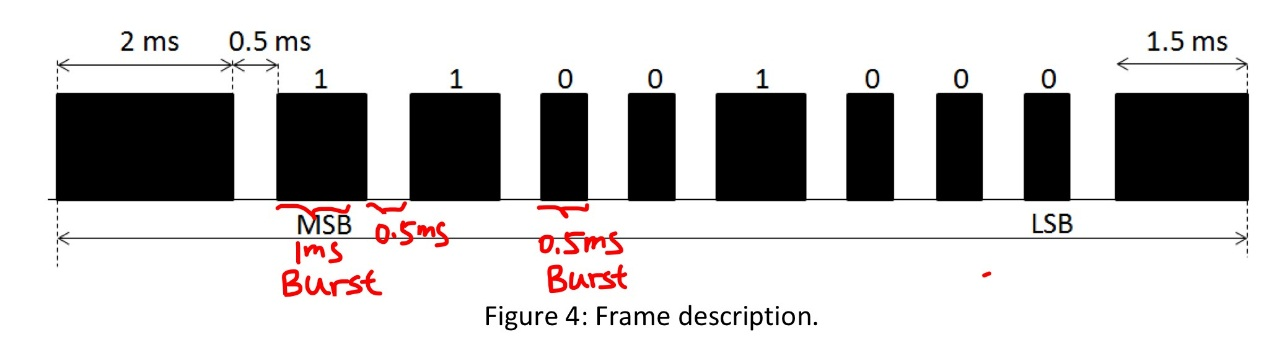 2 ms 0.5 ms 1.5 ms
1 1 0 0 1 0 0 0
MSB LSB
0.5ms
1ms 0.5ms
Burst Burst
Figure 4: Frame description.